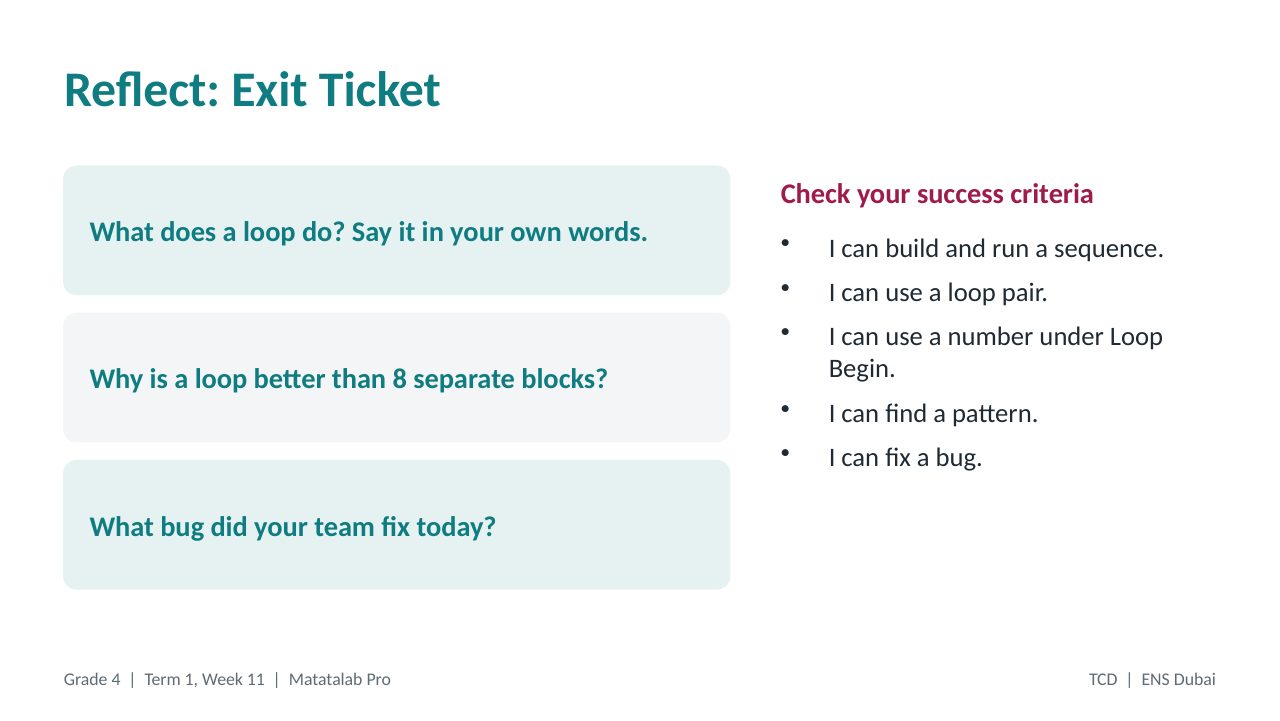 Reflect: Exit Ticket
What does a loop do? Say it in your own words.
Why is a loop better than 8 separate blocks?
What bug did your team fix today?
Check your success criteria
• I can build and run a sequence.
• I can use a loop pair.
• I can use a number under Loop
Begin.
• I can find a pattern.
• I can fix a bug.
Grade 4 | Term 1, Week 11 | Matatalab Pro
TCD | ENS Dubai